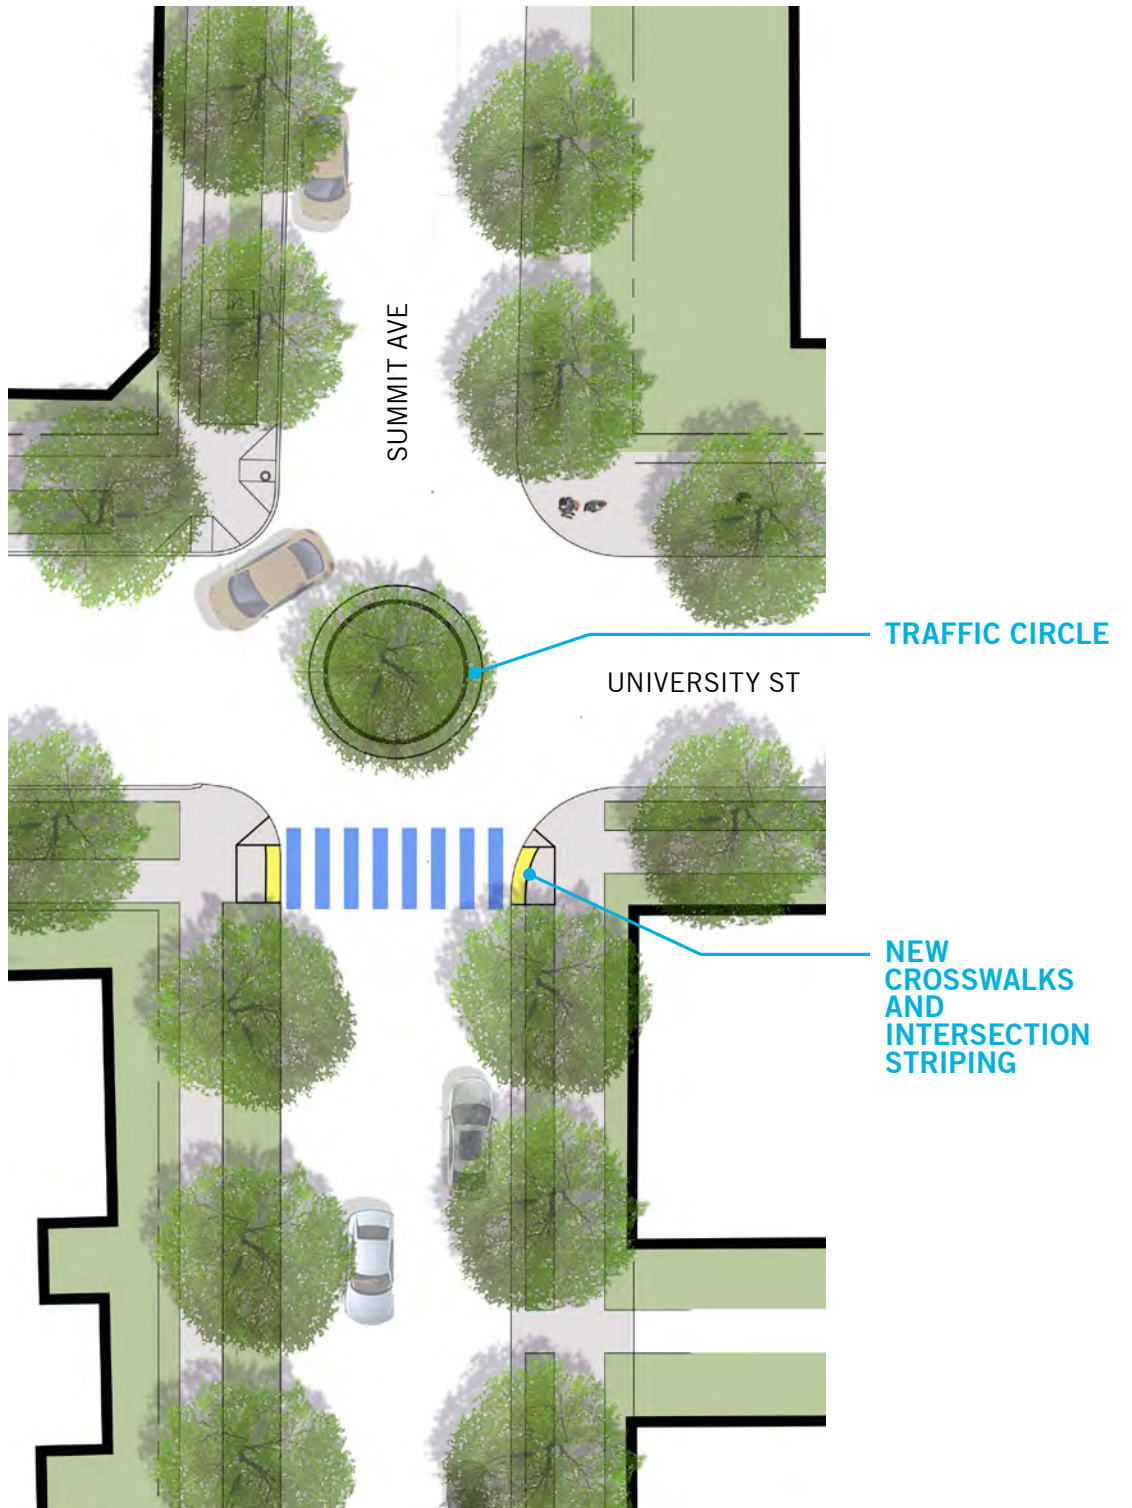 SUMMIT AVE
TRAFFIC CIRCLE
UNIVERSITY ST
NEW
CROSSWALKS
AND
INTERSECTION
STRIPING